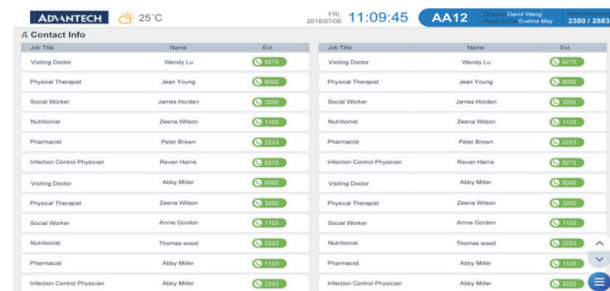 ADVANTECH 25°C FRI. 2018/07/06 11:09:45 AA12 Director David Wang
Head Nurse Eveline May 2380 / 2583
Contact Info
Job Title Name Ext. Job Title Name Ext.
Visiting Doctor Wendy Lu 6275 Visiting Doctor Wendy Lu 6275
Physical Therapist Jean Young 6002 Physical Therapist Jean Young 6002
Social Worker James Horden 3202 Social Worker James Horden 3202
Nutritionist Zeena Wilson 1103 Nutritionist Zeena Wilson 1103
Pharmacist Peter Brown 2223 Pharmacist Peter Brown 2223
Infection Control Physician Revan Harris 6275 Infection Control Physician Revan Harris 6275
Visiting Doctor Abby Miller 6002 Visiting Doctor Abby Miller 6002
Physical Therapist Zeena Wilson 3202 Physical Therapist Zeena Wilson 3202
Social Worker Annie Gordon 1103 Social Worker Annie Gordon 1103
Nutritionist Thomas wood 2223 Nutritionist Thomas wood 2223
Pharmacist Abby Miller 1103 Pharmacist Abby Miller 1103
Infection Control Physician Abby Miller 2223 Infection Control Physician Abby Miller 2223